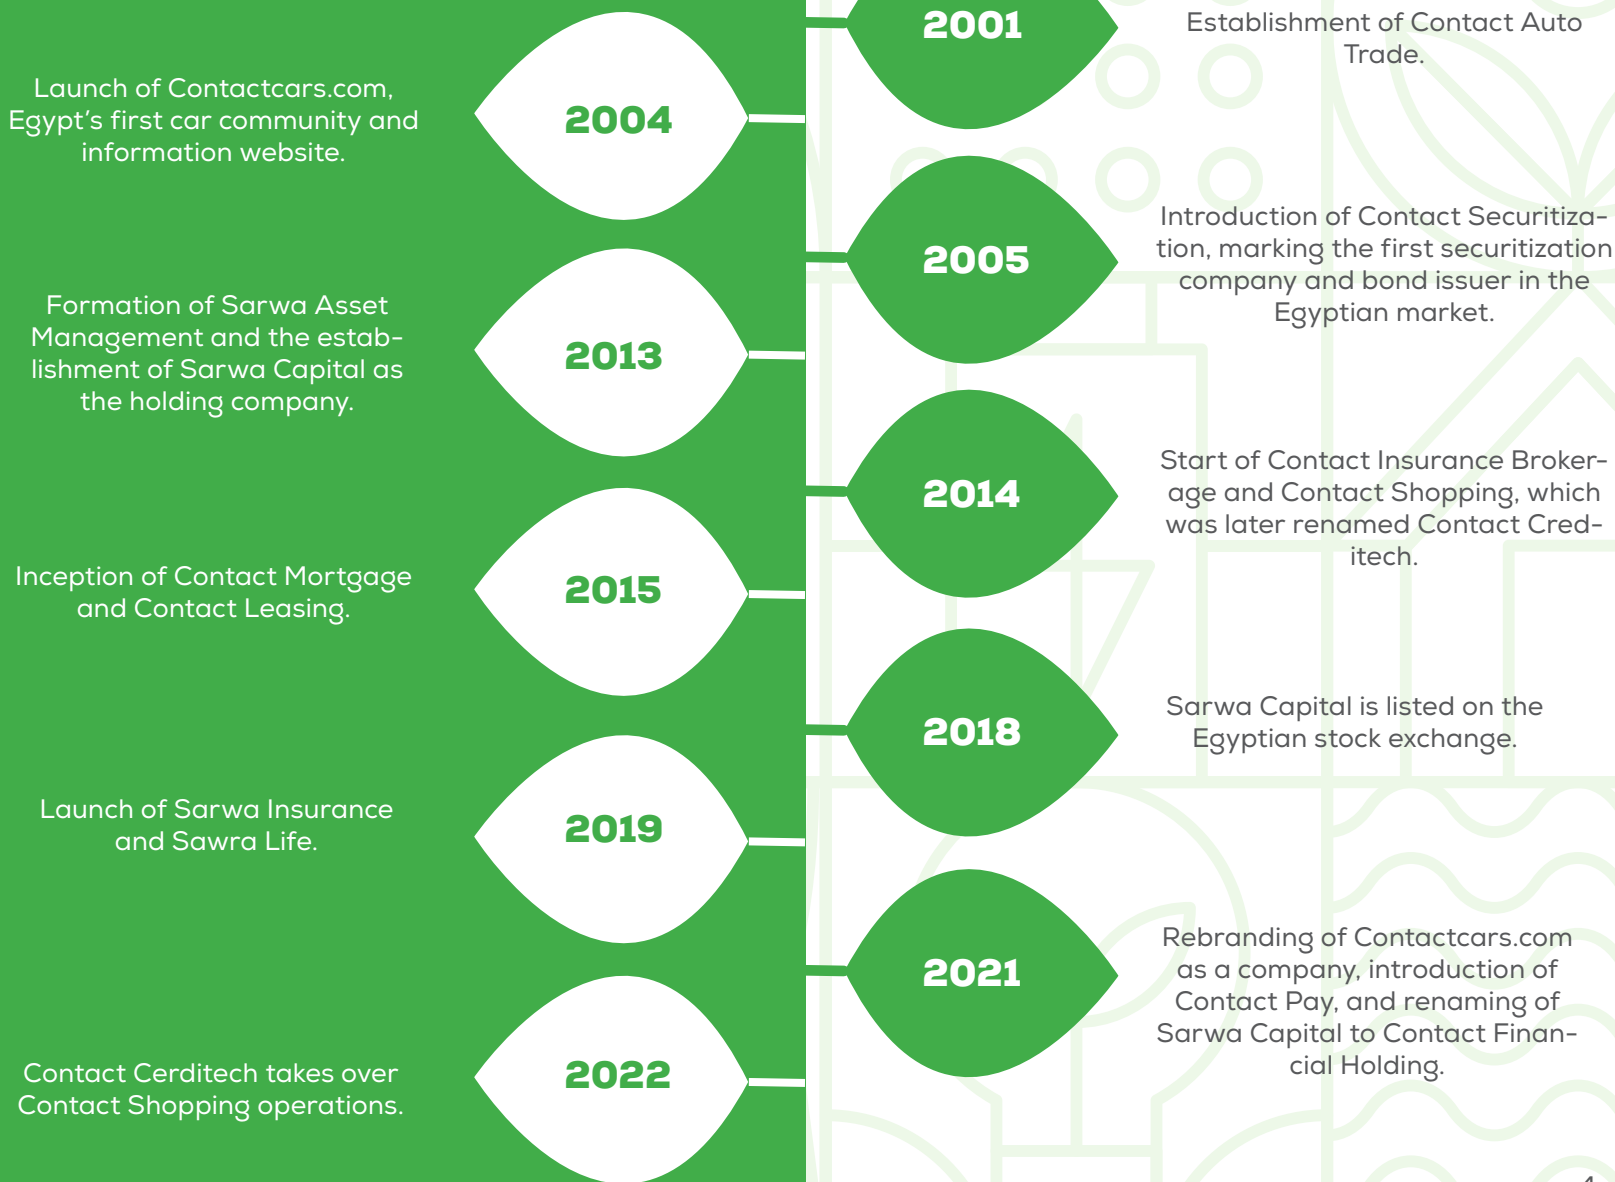 2001
Establishment of Contact Auto
Trade.
Launch of Contactcars.com,
Egypt's first car community and
information website.
2004
2005
Introduction of Contact Securitiza-
tion, marking the first securitization
company and bond issuer in the
Egyptian market.
Formation of Sarwa Asset
Management and the estab-
lishment of Sarwa Capital as
the holding company.
2013
2014
Start of Contact Insurance Broker-
age and Contact Shopping, which
was later renamed Contact Cred-
itech.
Inception of Contact Mortgage
and Contact Leasing.
2015
2018
Sarwa Capital is listed on the
Egyptian stock exchange.
Launch of Sarwa Insurance
and Sawra Life.
2019
2021
Rebranding of Contactcars.com
as a company, introduction of
Contact Pay, and renaming of
Sarwa Capital to Contact Finan-
cial Holding.
Contact Cerditech takes over
Contact Shopping operations.
2022